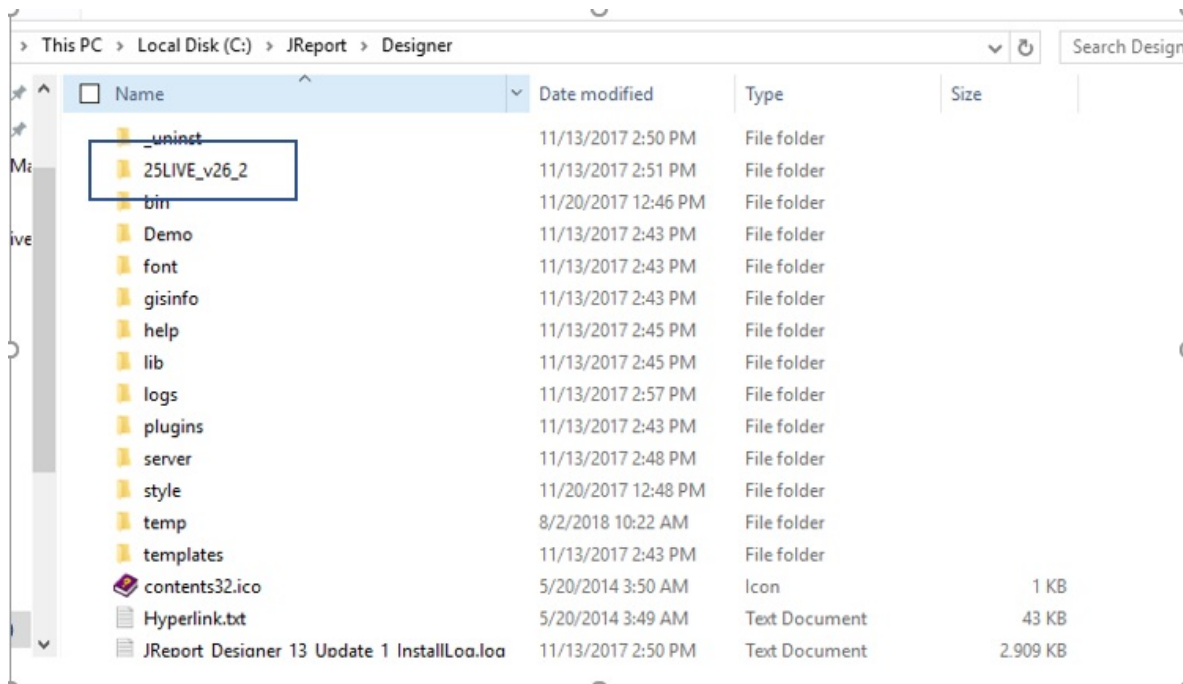 This PC > Local Disk (C:) > JReport > Designer Search Design
Name Date modified Type Size
_uninst 11/13/2017 2:50 PM File folder
25LIVE_v26_2 11/13/2017 2:51 PM File folder
bin 11/20/2017 12:46 PM File folder
Demo 11/13/2017 2:43 PM File folder
font 11/13/2017 2:43 PM File folder
gisinfo 11/13/2017 2:43 PM File folder
help 11/13/2017 2:45 PM File folder
lib 11/13/2017 2:45 PM File folder
logs 11/13/2017 2:57 PM File folder
plugins 11/13/2017 2:43 PM File folder
server 11/13/2017 2:48 PM File folder
style 11/20/2017 12:48 PM File folder
temp 8/2/2018 10:22 AM File folder
templates 11/13/2017 2:43 PM File folder
contents32.ico 5/20/2014 3:50 AM Icon 1 KB
Hyperlink.txt 5/20/2014 3:49 AM Text Document 43 KB
JReport_Designer_13_Update_1_InstallLog.log 11/13/2017 2:50 PM Text Document 2,909 KB